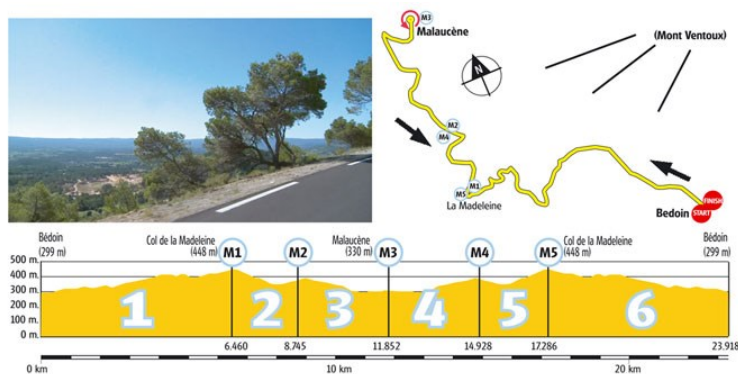 M3
Malaucène
(Mont Ventoux)
N
M2
M4
M1
M5
La Madeleine
Bedoin
FINISH
START
Bédoin
(299 m)
Col de la Madeleine
(448 m)
M1
M2
Malaucène
(330 m)
M3
M4
M5
Col de la Madeleine
(448 m)
Bédoin
(299 m)
500 m.
400 m.
300 m.
200 m.
100 m.
0 m.
1
2
3
4
5
6
6.460
8.745
11.852
14.928
17.286
23.918
0 km
10 km
20 km